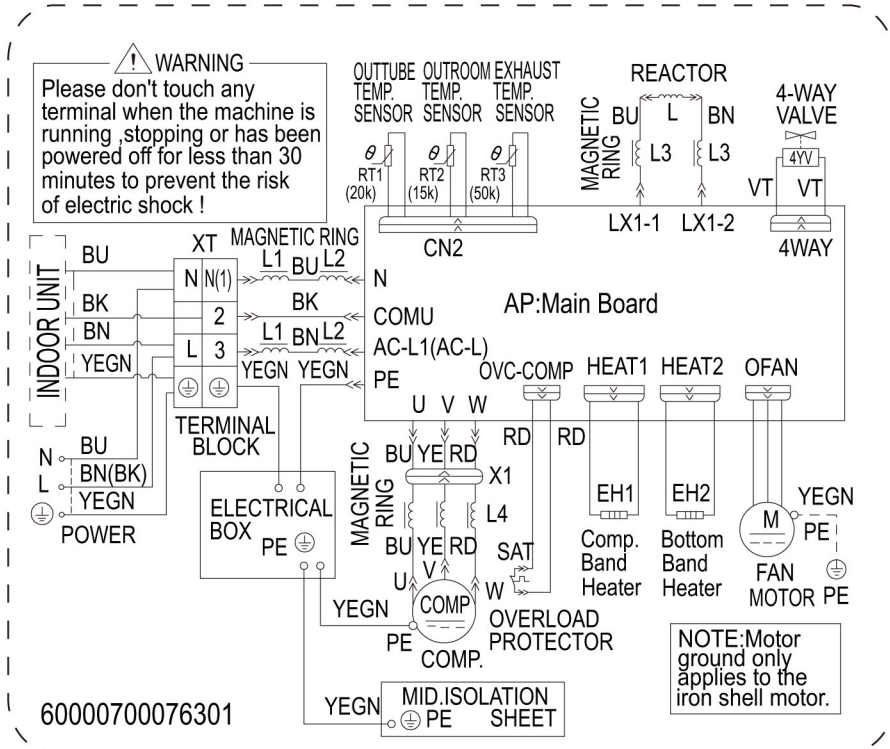 WARNING
Please don't touch any
terminal when the machine is
running ,stopping or has been
powered off for less than 30
minutes to prevent the risk
of electric shock !
OUTTUBE OUTROOM EXHAUST
TEMP. TEMP. TEMP.
SENSOR SENSOR SENSOR
θ θ θ
RT1 RT2 RT3
(20k) (15k) (50k)
CN2
REACTOR
MAGNETIC
RING
BU L BN
L3 L3
LX1-1 LX1-2
4-WAY
VALVE
4YV
VT VT
4WAY
INDOOR UNIT
BU
BK
BN
YEGN
XT
N N(1)
2
L 3
TERMINAL
BLOCK
MAGNETIC RING
L1 BU L2
BK
L1 BN L2
YEGN YEGN
N
COMU
AC-L1(AC-L)
PE
AP:Main Board
OVC-COMP HEAT1 HEAT2 OFAN
U V W
N BU
L BN(BK)
YEGN
POWER
ELECTRICAL
BOX
PE
MAGNETIC
RING
BU YE RD
X1
L4
BU YE RD
U V W
COMP
PE
COMP.
YEGN
RD RD
SAT
OVERLOAD
PROTECTOR
EH1
Comp.
Band
Heater
EH2
Bottom
Band
Heater
M
YEGN
PE
FAN
MOTOR PE
NOTE:Motor
ground only
applies to the
iron shell motor.
YEGN
MID.ISOLATION
PE SHEET
60000700076301